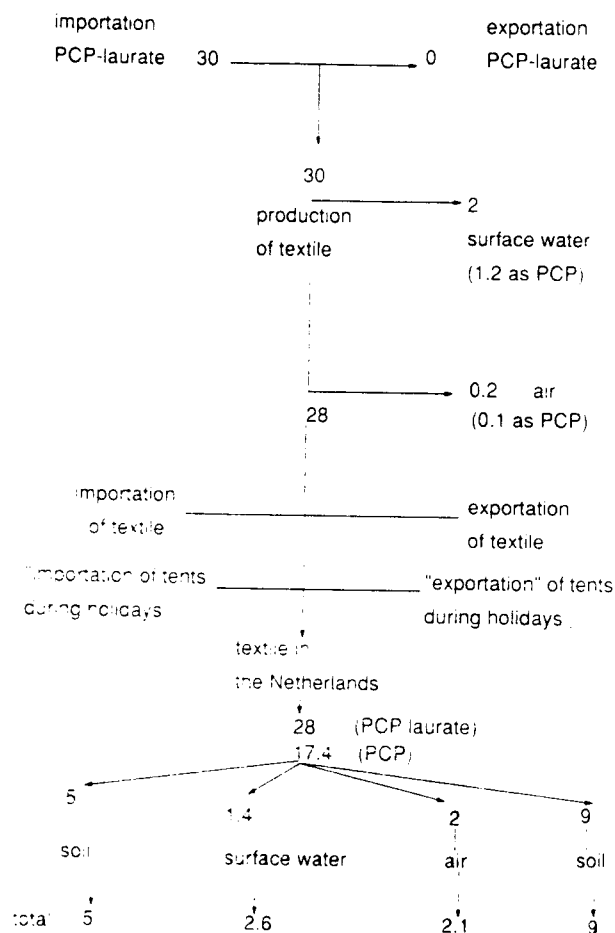 importation
PCP-laurate 30
exportation
0 PCP-laurate
30
production
of textile
2
surface water
(1.2 as PCP)
0.2 air
(0.1 as PCP)
28
importation
of textile
exportation
of textile
"importation of tents
during holidays
"exportation" of tents
during holidays
textile in
the Netherlands
28 (PCP laurate)
17.4 (PCP)
5 1.4 2 9
soil surface water air soil
total 5 2.6 2.1 9